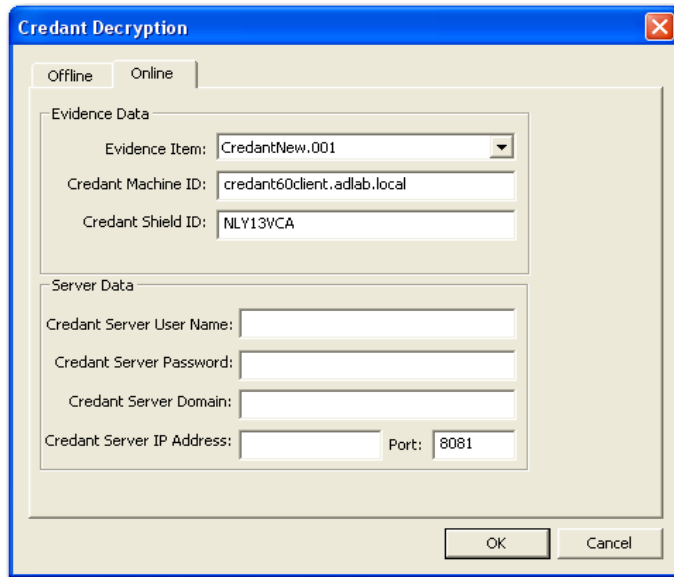 Credant Decryption
Offline Online
Evidence Data
Evidence Item: CredantNew.001
Credant Machine ID: credant60client.adlab.local
Credant Shield ID: NLY13VCA
Server Data
Credant Server User Name:
Credant Server Password:
Credant Server Domain:
Credant Server IP Address: Port: 8081
OK Cancel